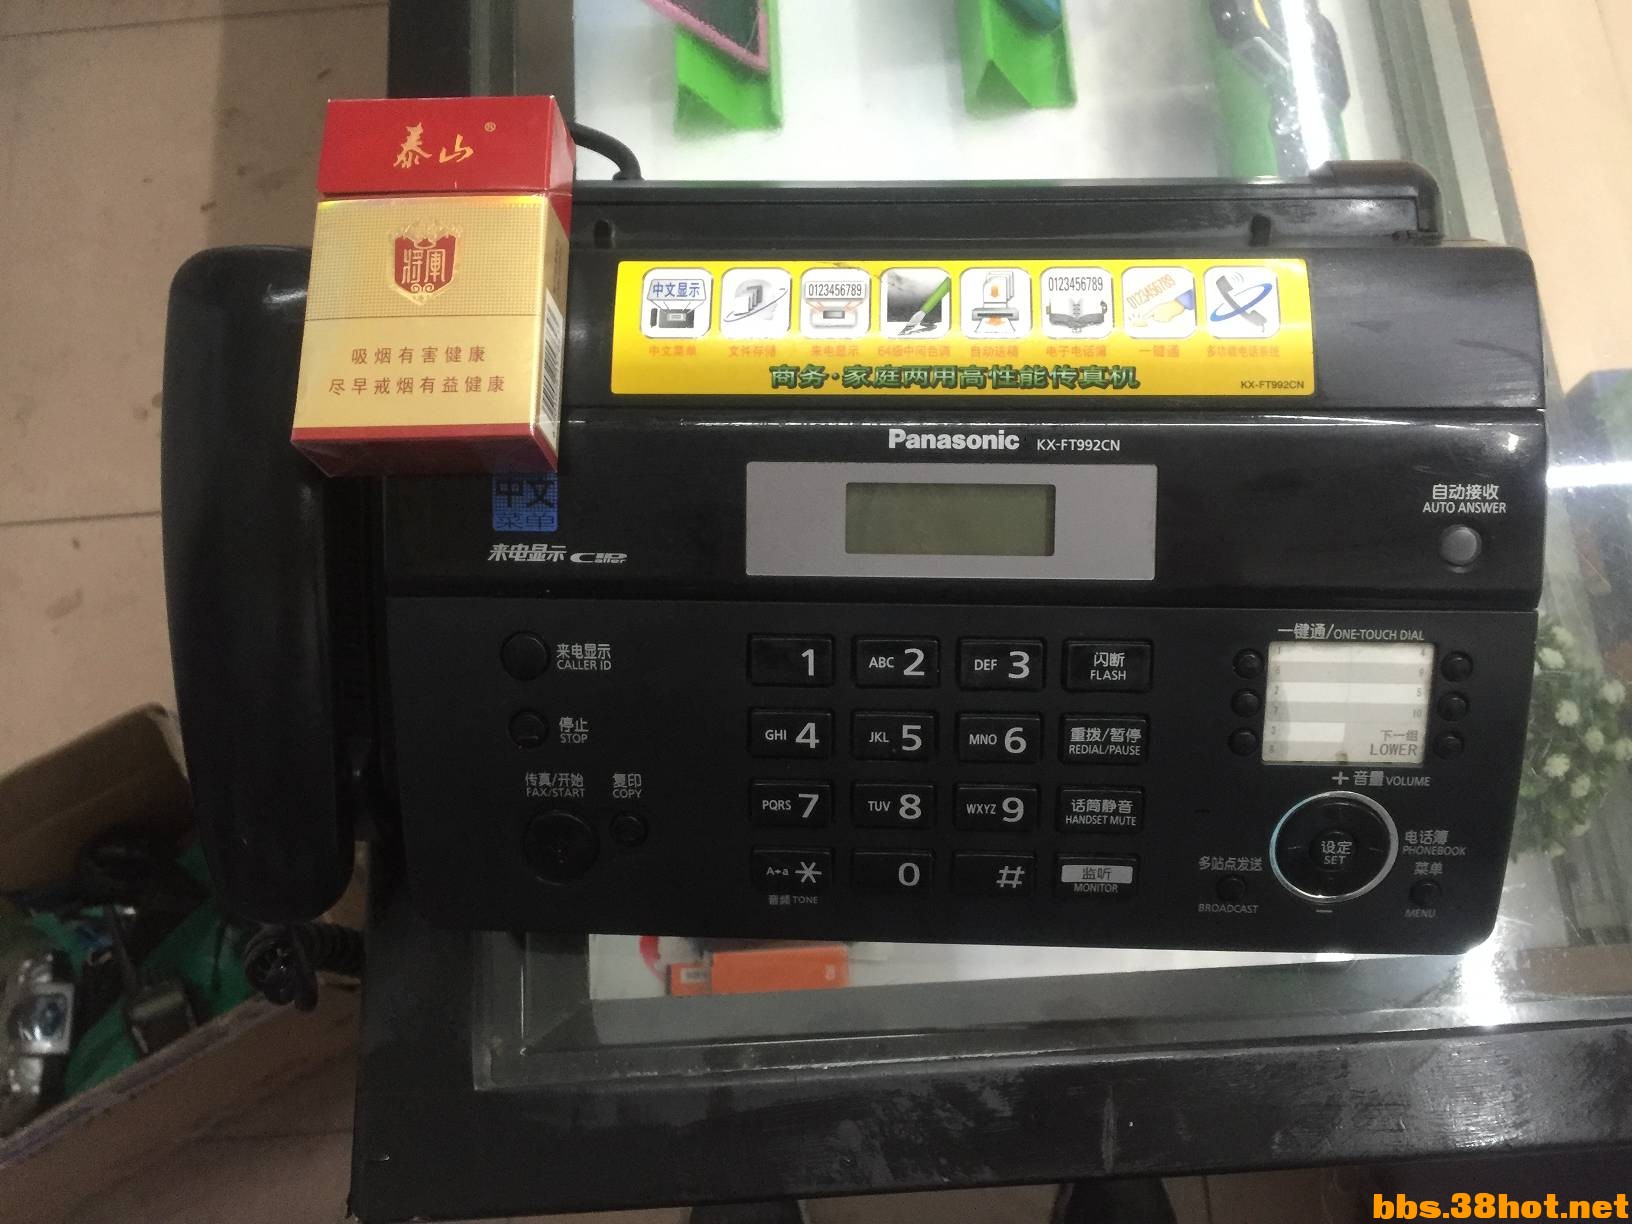 泰山®
將軍
吸烟有害健康
尽早戒烟有益健康
中文显示
0123456789
0123456789
0123456789
中文菜单 文件存储 来电显示 64级中间色调 自动送稿 电子电话簿 一键通 多功能电话系统
商务·家庭两用高性能传真机
KX-FT992CN
Panasonic KX-FT992CN
中文
菜单
来电显示
自动接收
AUTO ANSWER
来电显示
CALLER ID
停止
STOP
传真/开始
FAX/START
复印
COPY
1 ABC 2 DEF 3 闪断
FLASH
GHI 4 JKL 5 MNO 6 重拨/暂停
REDIAL/PAUSE
PQRS 7 TUV 8 WXYZ 9 话筒静音
HANDSET MUTE
A→a * 0 # 监听
MONITOR
音频 TONE
一键通/ONE-TOUCH DIAL
下一组
LOWER
+ 音量 VOLUME
设定
SET
−
电话簿
PHONEBOOK
菜单
MENU
多站点发送
BROADCAST
bbs.38hot.net